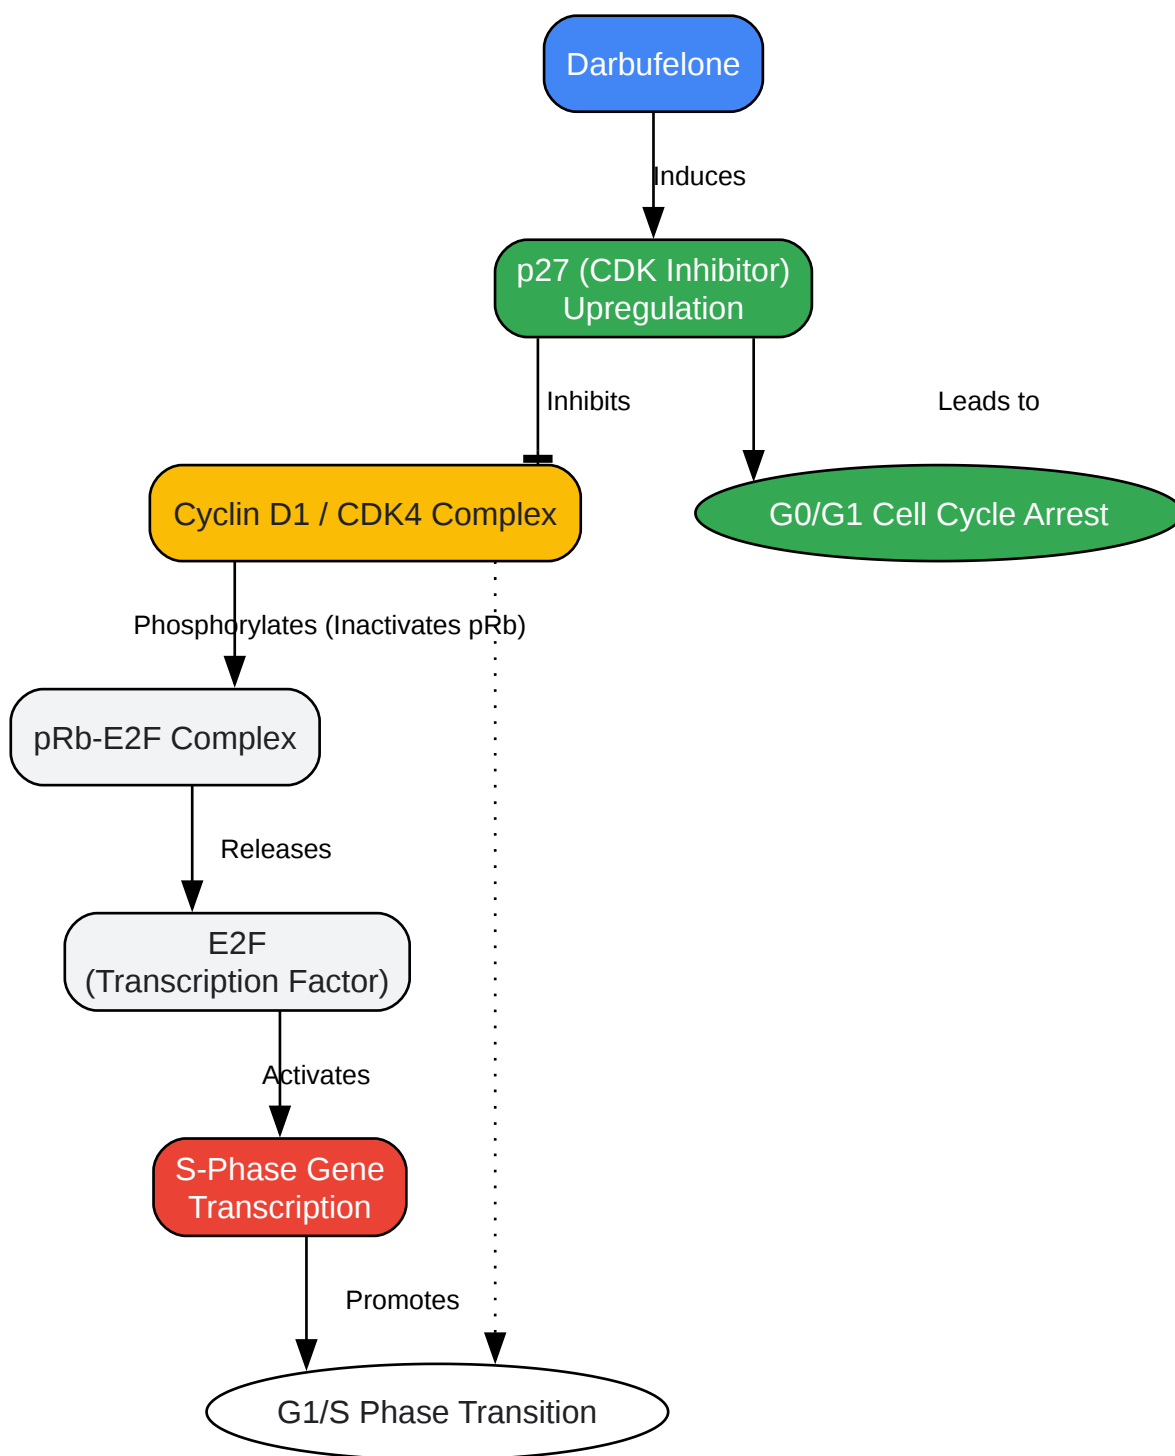 Darbufelone
Induces
p27 (CDK Inhibitor)
Upregulation
Inhibits
Leads to
Cyclin D1 / CDK4 Complex
G0/G1 Cell Cycle Arrest
Phosphorylates (Inactivates pRb)
pRb-E2F Complex
Releases
E2F
(Transcription Factor)
Activates
S-Phase Gene
Transcription
Promotes
G1/S Phase Transition